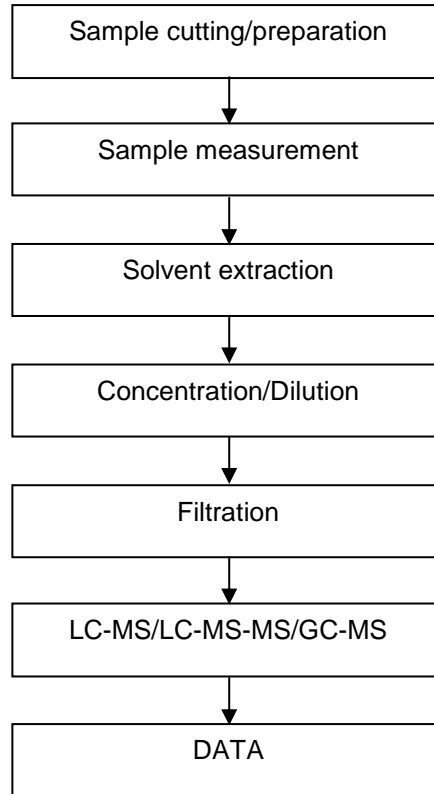 Sample cutting/preparation
Sample measurement
Solvent extraction
Concentration/Dilution
Filtration
LC-MS/LC-MS-MS/GC-MS
DATA